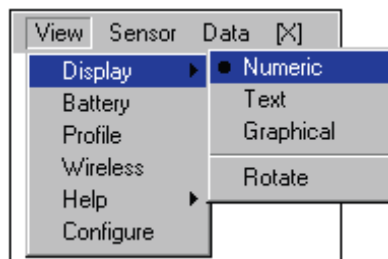 View Sensor Data [X]
Display
Battery
Profile
Wireless
Help
Configure
Numeric
Text
Graphical
Rotate